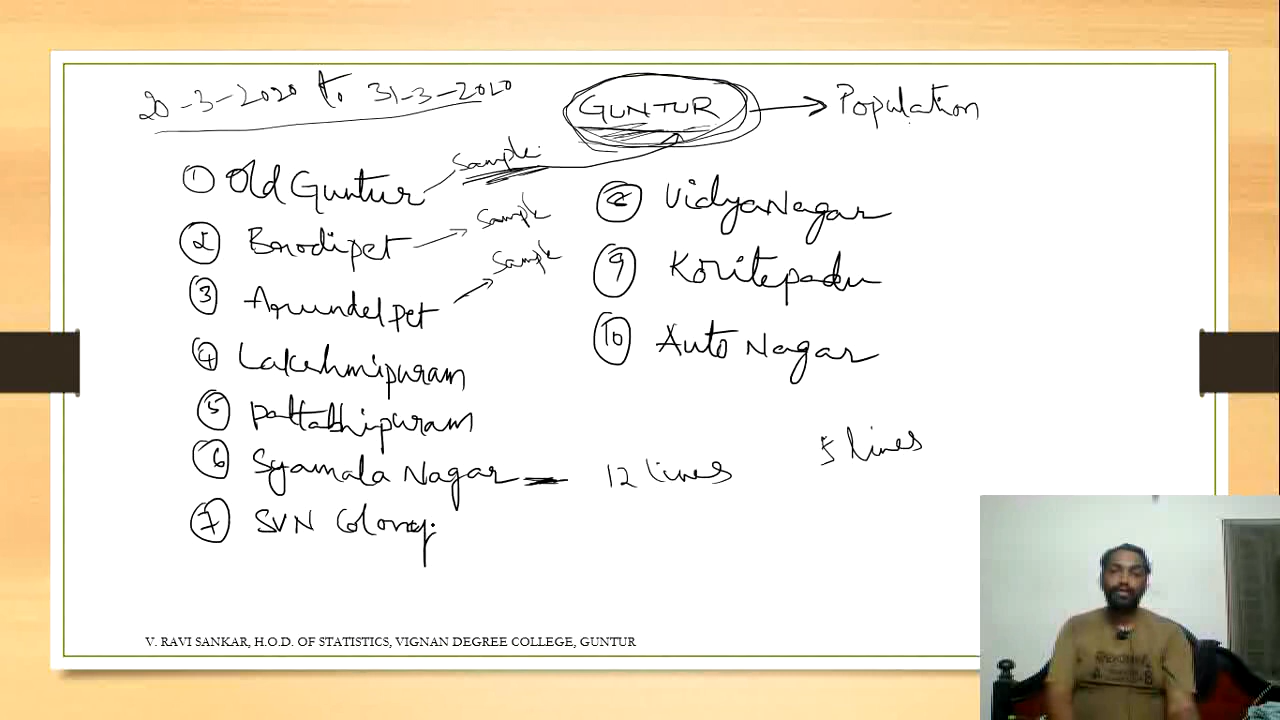 20-3-2020 to 31-3-2020
GUNTUR → Population
① Old Guntur Sample
② Brodipet → Sample
③ Arundelpet → Sample
④ Lakshmipuram
⑤ Pattabhipuram
⑥ Syamala Nagar - 12 lines
⑦ SVN Colony
⑧ VidyaNagar
⑨ Koritepadu
⑩ Auto Nagar
5 lines
V. RAVI SANKAR, H.O.D. OF STATISTICS, VIGNAN DEGREE COLLEGE, GUNTUR